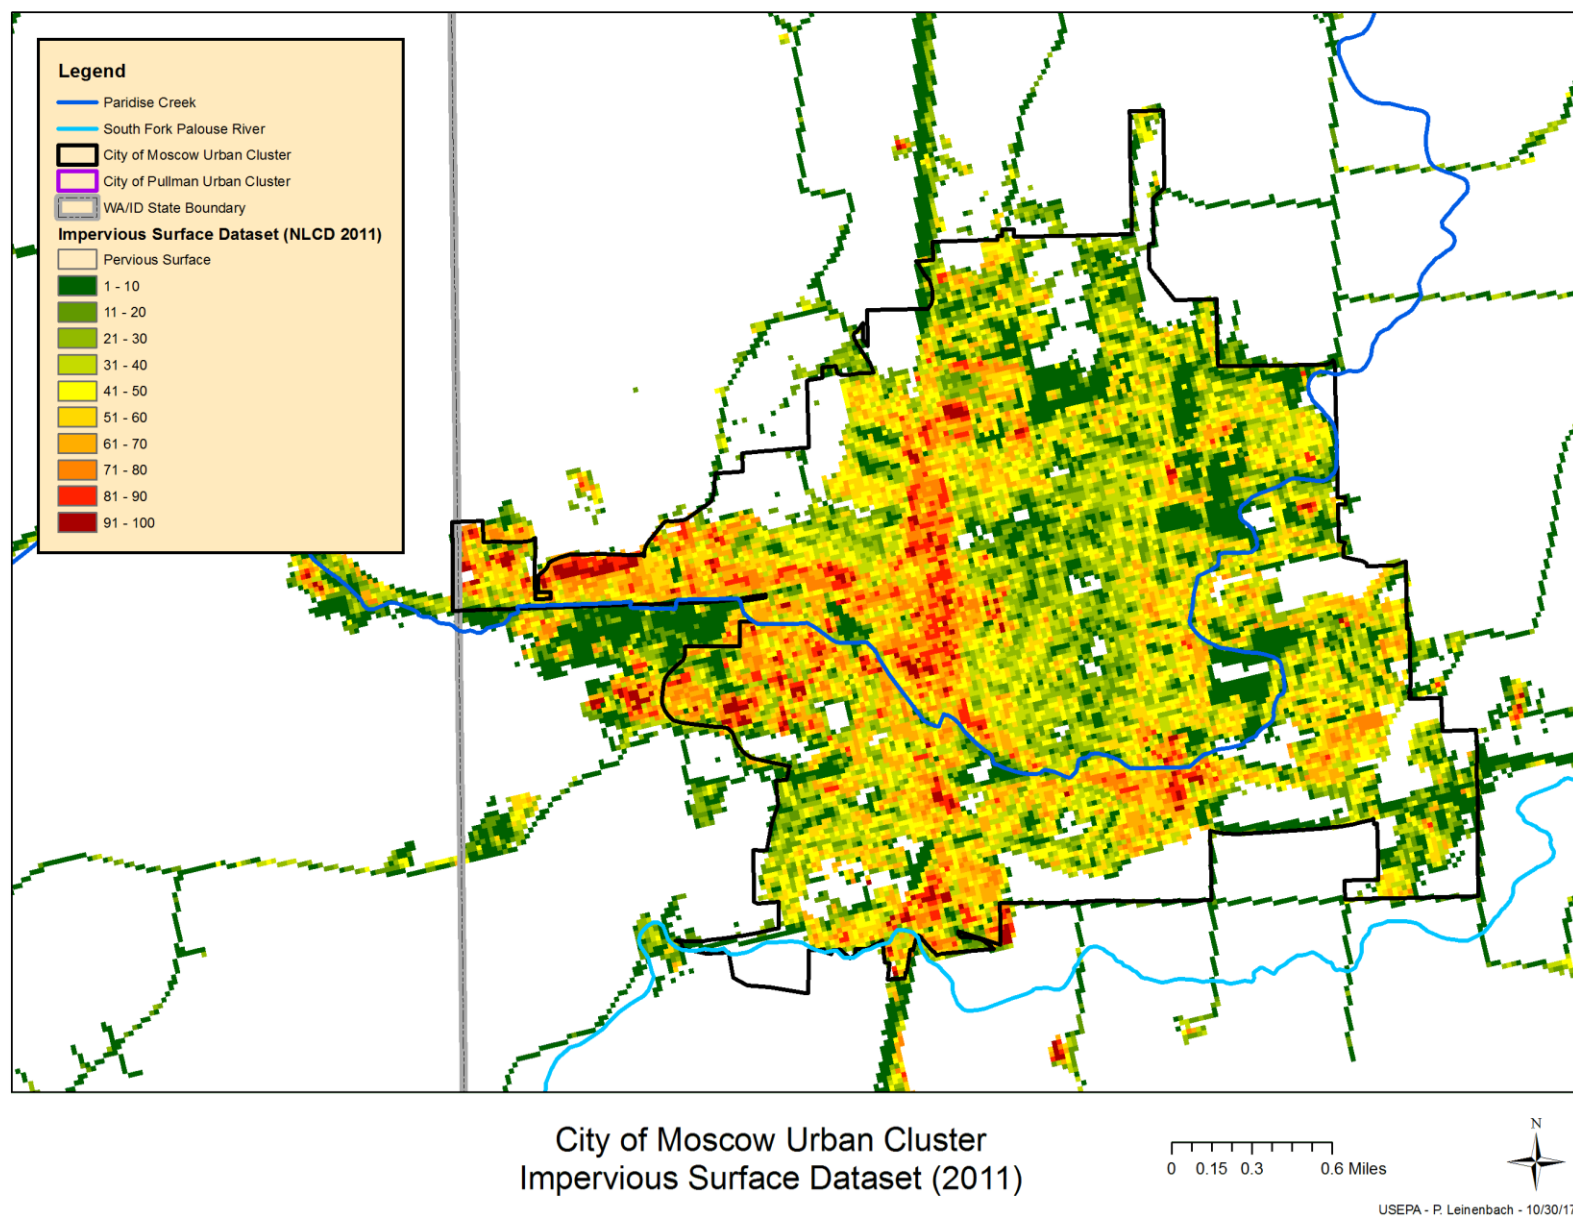 Legend
Paridise Creek
South Fork Palouse River
City of Moscow Urban Cluster
City of Pullman Urban Cluster
WA/ID State Boundary
Impervious Surface Dataset (NLCD 2011)
Pervious Surface
1 - 10
11 - 20
21 - 30
31 - 40
41 - 50
51 - 60
61 - 70
71 - 80
81 - 90
91 - 100
City of Moscow Urban Cluster
Impervious Surface Dataset (2011)
0 0.15 0.3 0.6 Miles
N
USEPA - P. Leinenbach - 10/30/17